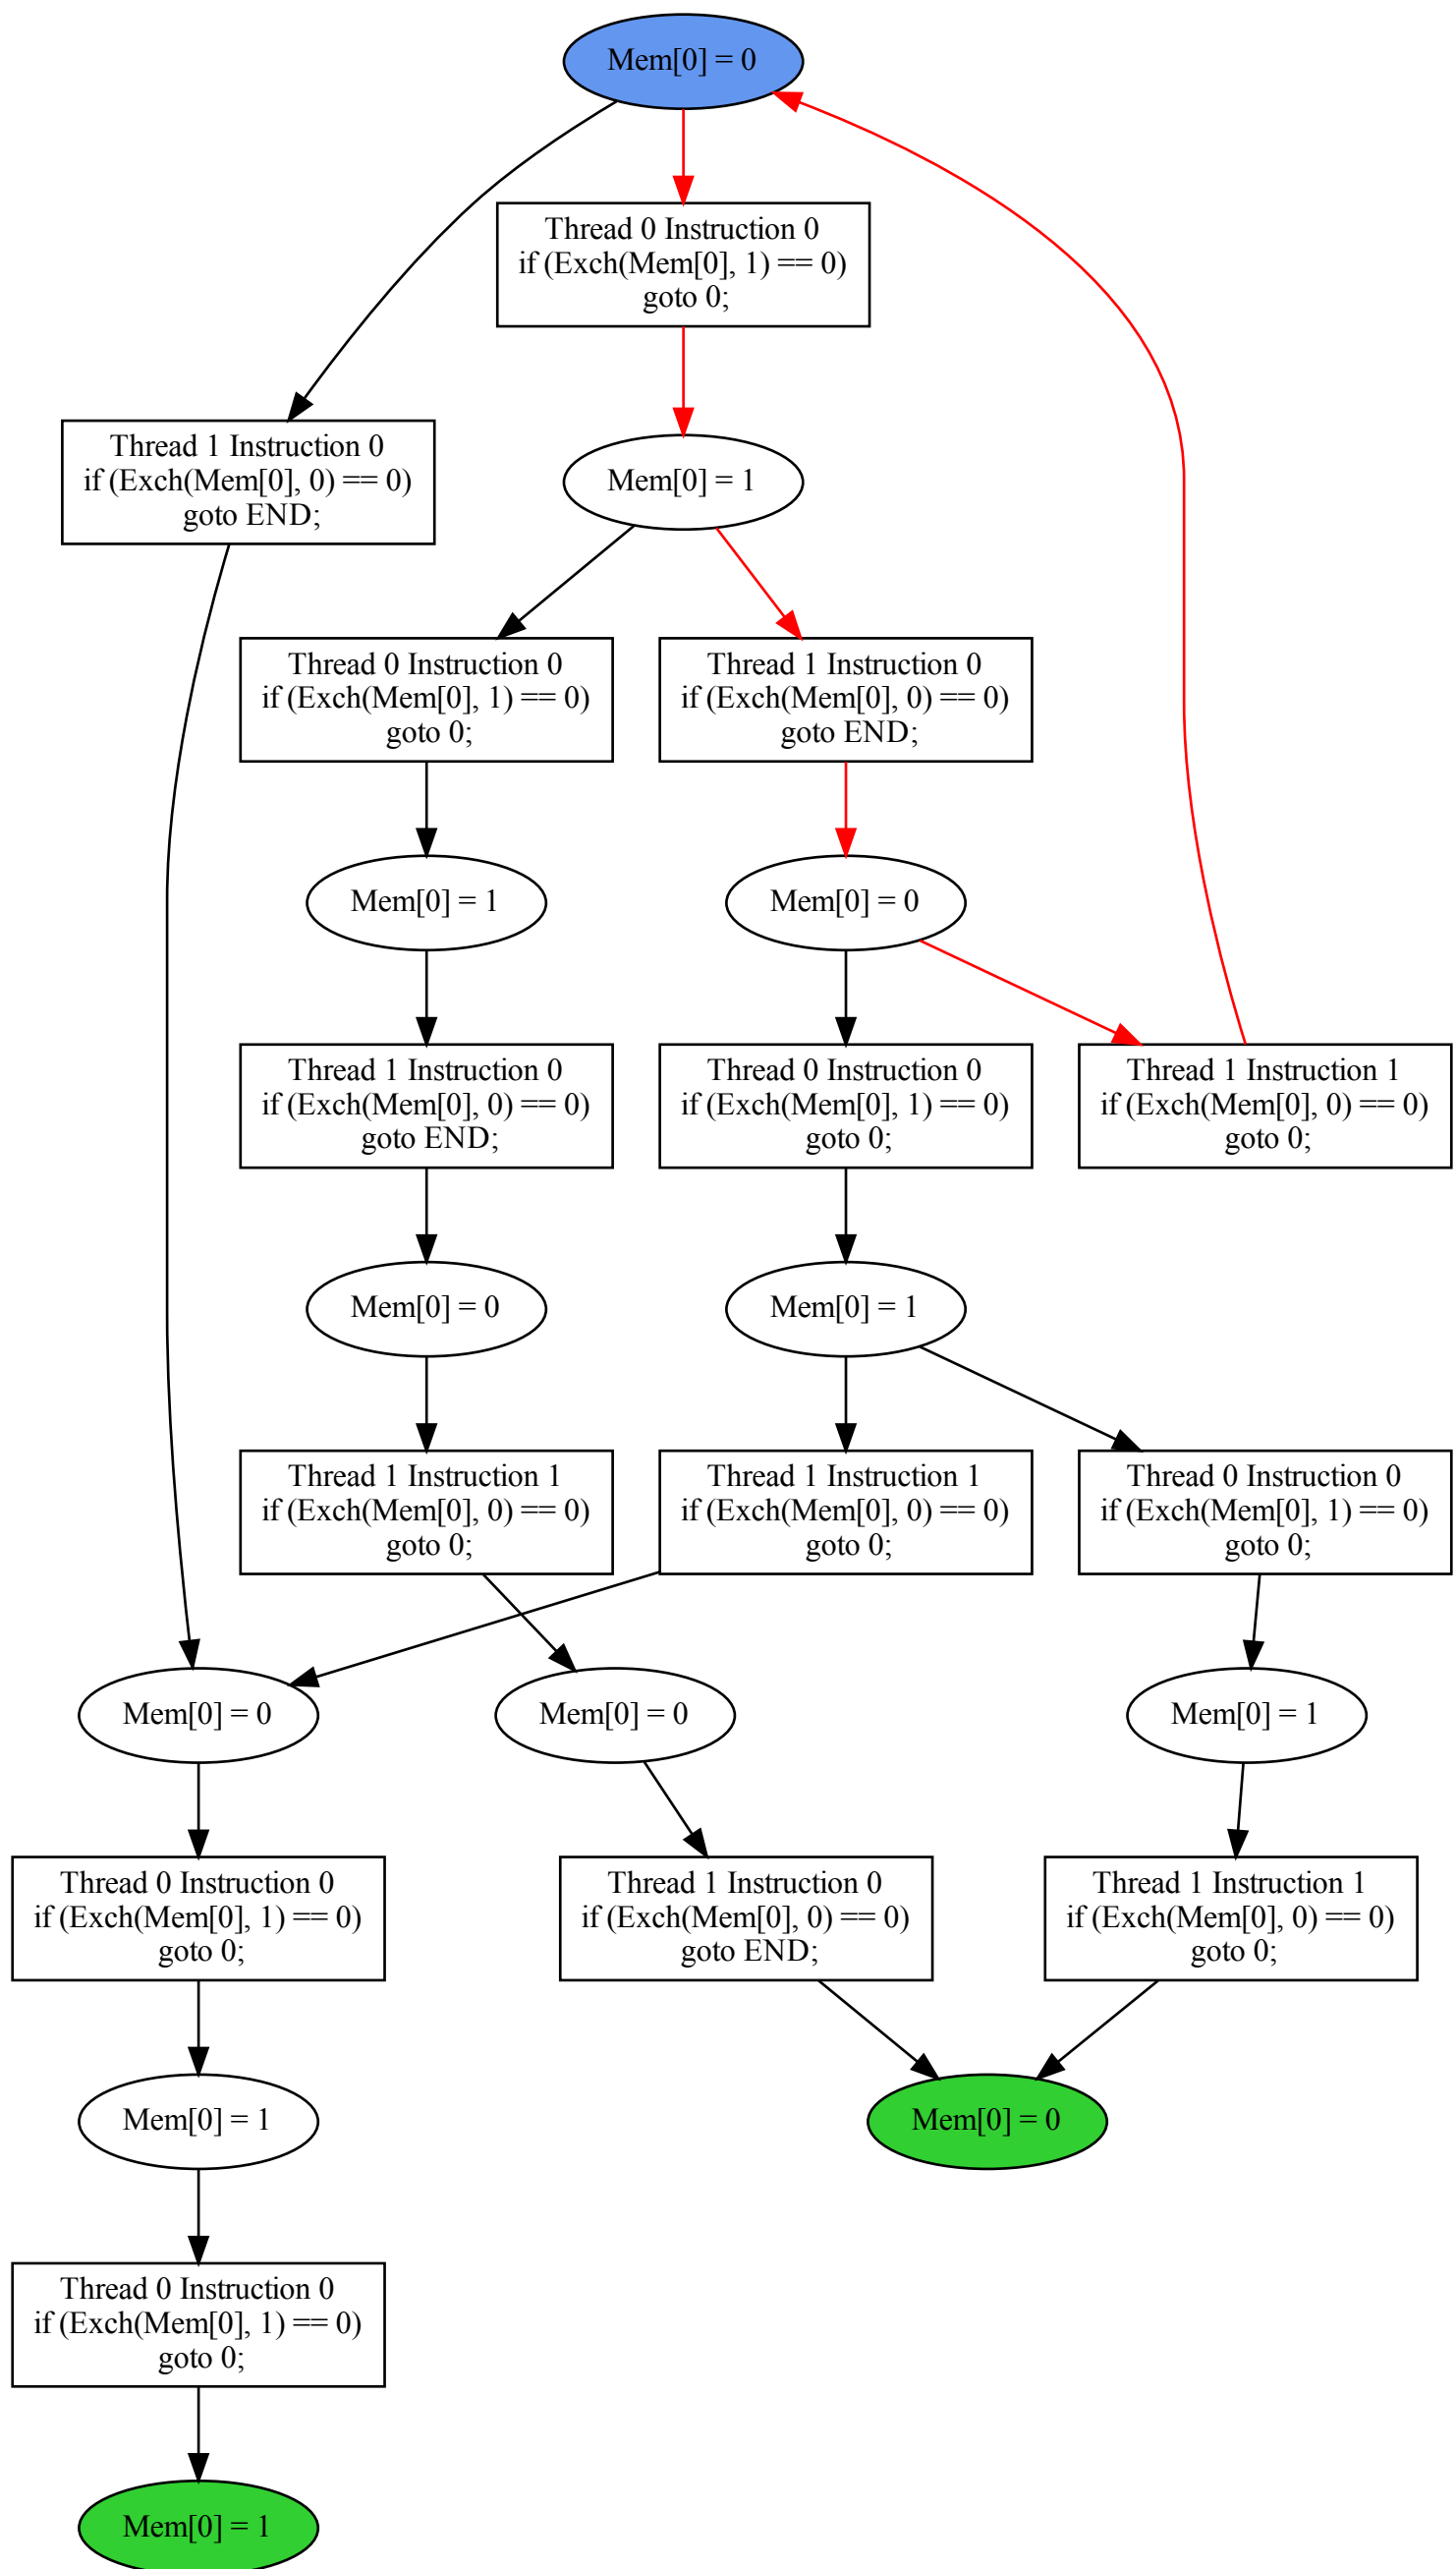 Mem[0] = 0
Thread 0 Instruction 0
if (Exch(Mem[0], 1) == 0)
goto 0;
Thread 1 Instruction 0
if (Exch(Mem[0], 0) == 0)
goto END;
Mem[0] = 1
Thread 0 Instruction 0
if (Exch(Mem[0], 1) == 0)
goto 0;
Thread 1 Instruction 0
if (Exch(Mem[0], 0) == 0)
goto END;
Mem[0] = 1
Mem[0] = 0
Thread 1 Instruction 0
if (Exch(Mem[0], 0) == 0)
goto END;
Thread 0 Instruction 0
if (Exch(Mem[0], 1) == 0)
goto 0;
Thread 1 Instruction 1
if (Exch(Mem[0], 0) == 0)
goto 0;
Mem[0] = 0
Mem[0] = 1
Thread 1 Instruction 1
if (Exch(Mem[0], 0) == 0)
goto 0;
Thread 1 Instruction 1
if (Exch(Mem[0], 0) == 0)
goto 0;
Thread 0 Instruction 0
if (Exch(Mem[0], 1) == 0)
goto 0;
Mem[0] = 0
Mem[0] = 0
Mem[0] = 1
Thread 0 Instruction 0
if (Exch(Mem[0], 1) == 0)
goto 0;
Thread 1 Instruction 0
if (Exch(Mem[0], 0) == 0)
goto END;
Thread 1 Instruction 1
if (Exch(Mem[0], 0) == 0)
goto 0;
Mem[0] = 1
Mem[0] = 0
Thread 0 Instruction 0
if (Exch(Mem[0], 1) == 0)
goto 0;
Mem[0] = 1